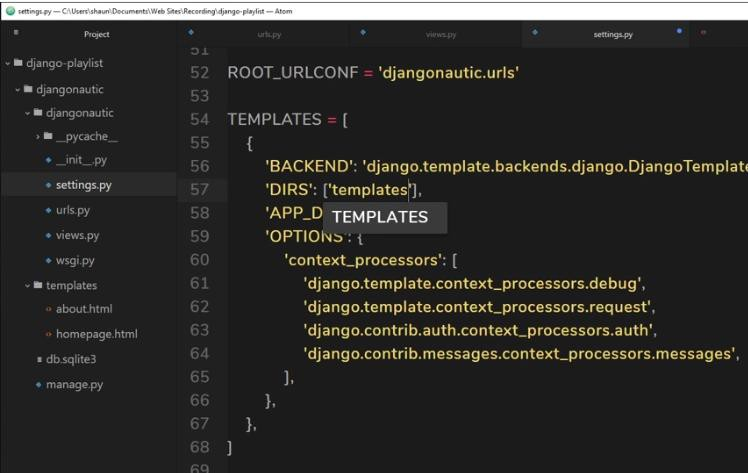 settings.py — C:\Users\shaun\Documents\Web Sites\Recording\django-playlist — Atom
Project
urls.py
views.py
settings.py
django-playlist
djangonautic
djangonautic
__pycache__
__init__.py
settings.py
urls.py
views.py
wsgi.py
templates
about.html
homepage.html
db.sqlite3
manage.py
51
52 ROOT_URLCONF = 'djangonautic.urls'
53
54 TEMPLATES = [
55 {
56 'BACKEND': 'django.template.backends.django.DjangoTemplate
57 'DIRS': ['templates'],
58 'APP_D
TEMPLATES
59 'OPTIONS': {
60 'context_processors': [
61 'django.template.context_processors.debug',
62 'django.template.context_processors.request',
63 'django.contrib.auth.context_processors.auth',
64 'django.contrib.messages.context_processors.messages',
65 ],
66 },
67 },
68 ]
69